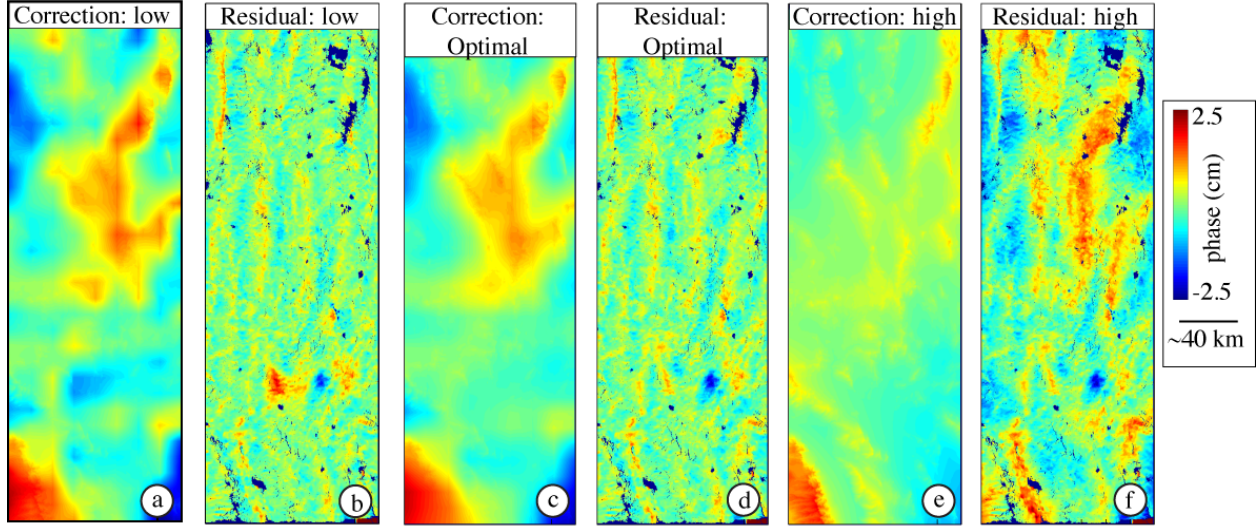 Correction: low
Residual: low
Correction:
Optimal
Residual:
Optimal
Correction: high
Residual: high
2.5
phase (cm)
-2.5
~40 km
a
b
c
d
e
f